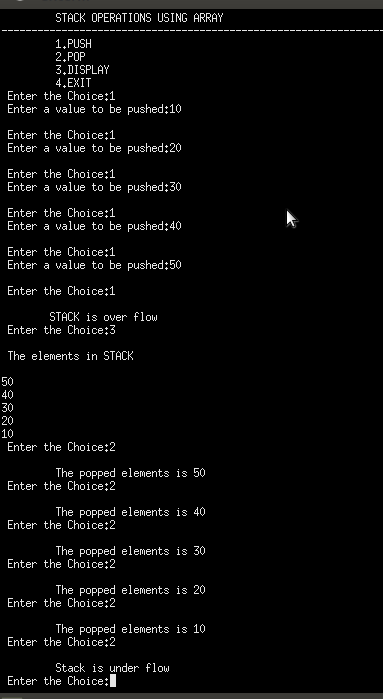 STACK OPERATIONS USING ARRAY
--------------------------------------------------------------
1.PUSH
2.POP
3.DISPLAY
4.EXIT
Enter the Choice:1
Enter a value to be pushed:10
Enter the Choice:1
Enter a value to be pushed:20
Enter the Choice:1
Enter a value to be pushed:30
Enter the Choice:1
Enter a value to be pushed:40
Enter the Choice:1
Enter a value to be pushed:50
Enter the Choice:1
STACK is over flow
Enter the Choice:3
The elements in STACK
50
40
30
20
10
Enter the Choice:2
The popped elements is 50
Enter the Choice:2
The popped elements is 40
Enter the Choice:2
The popped elements is 30
Enter the Choice:2
The popped elements is 20
Enter the Choice:2
The popped elements is 10
Enter the Choice:2
Stack is under flow
Enter the Choice: